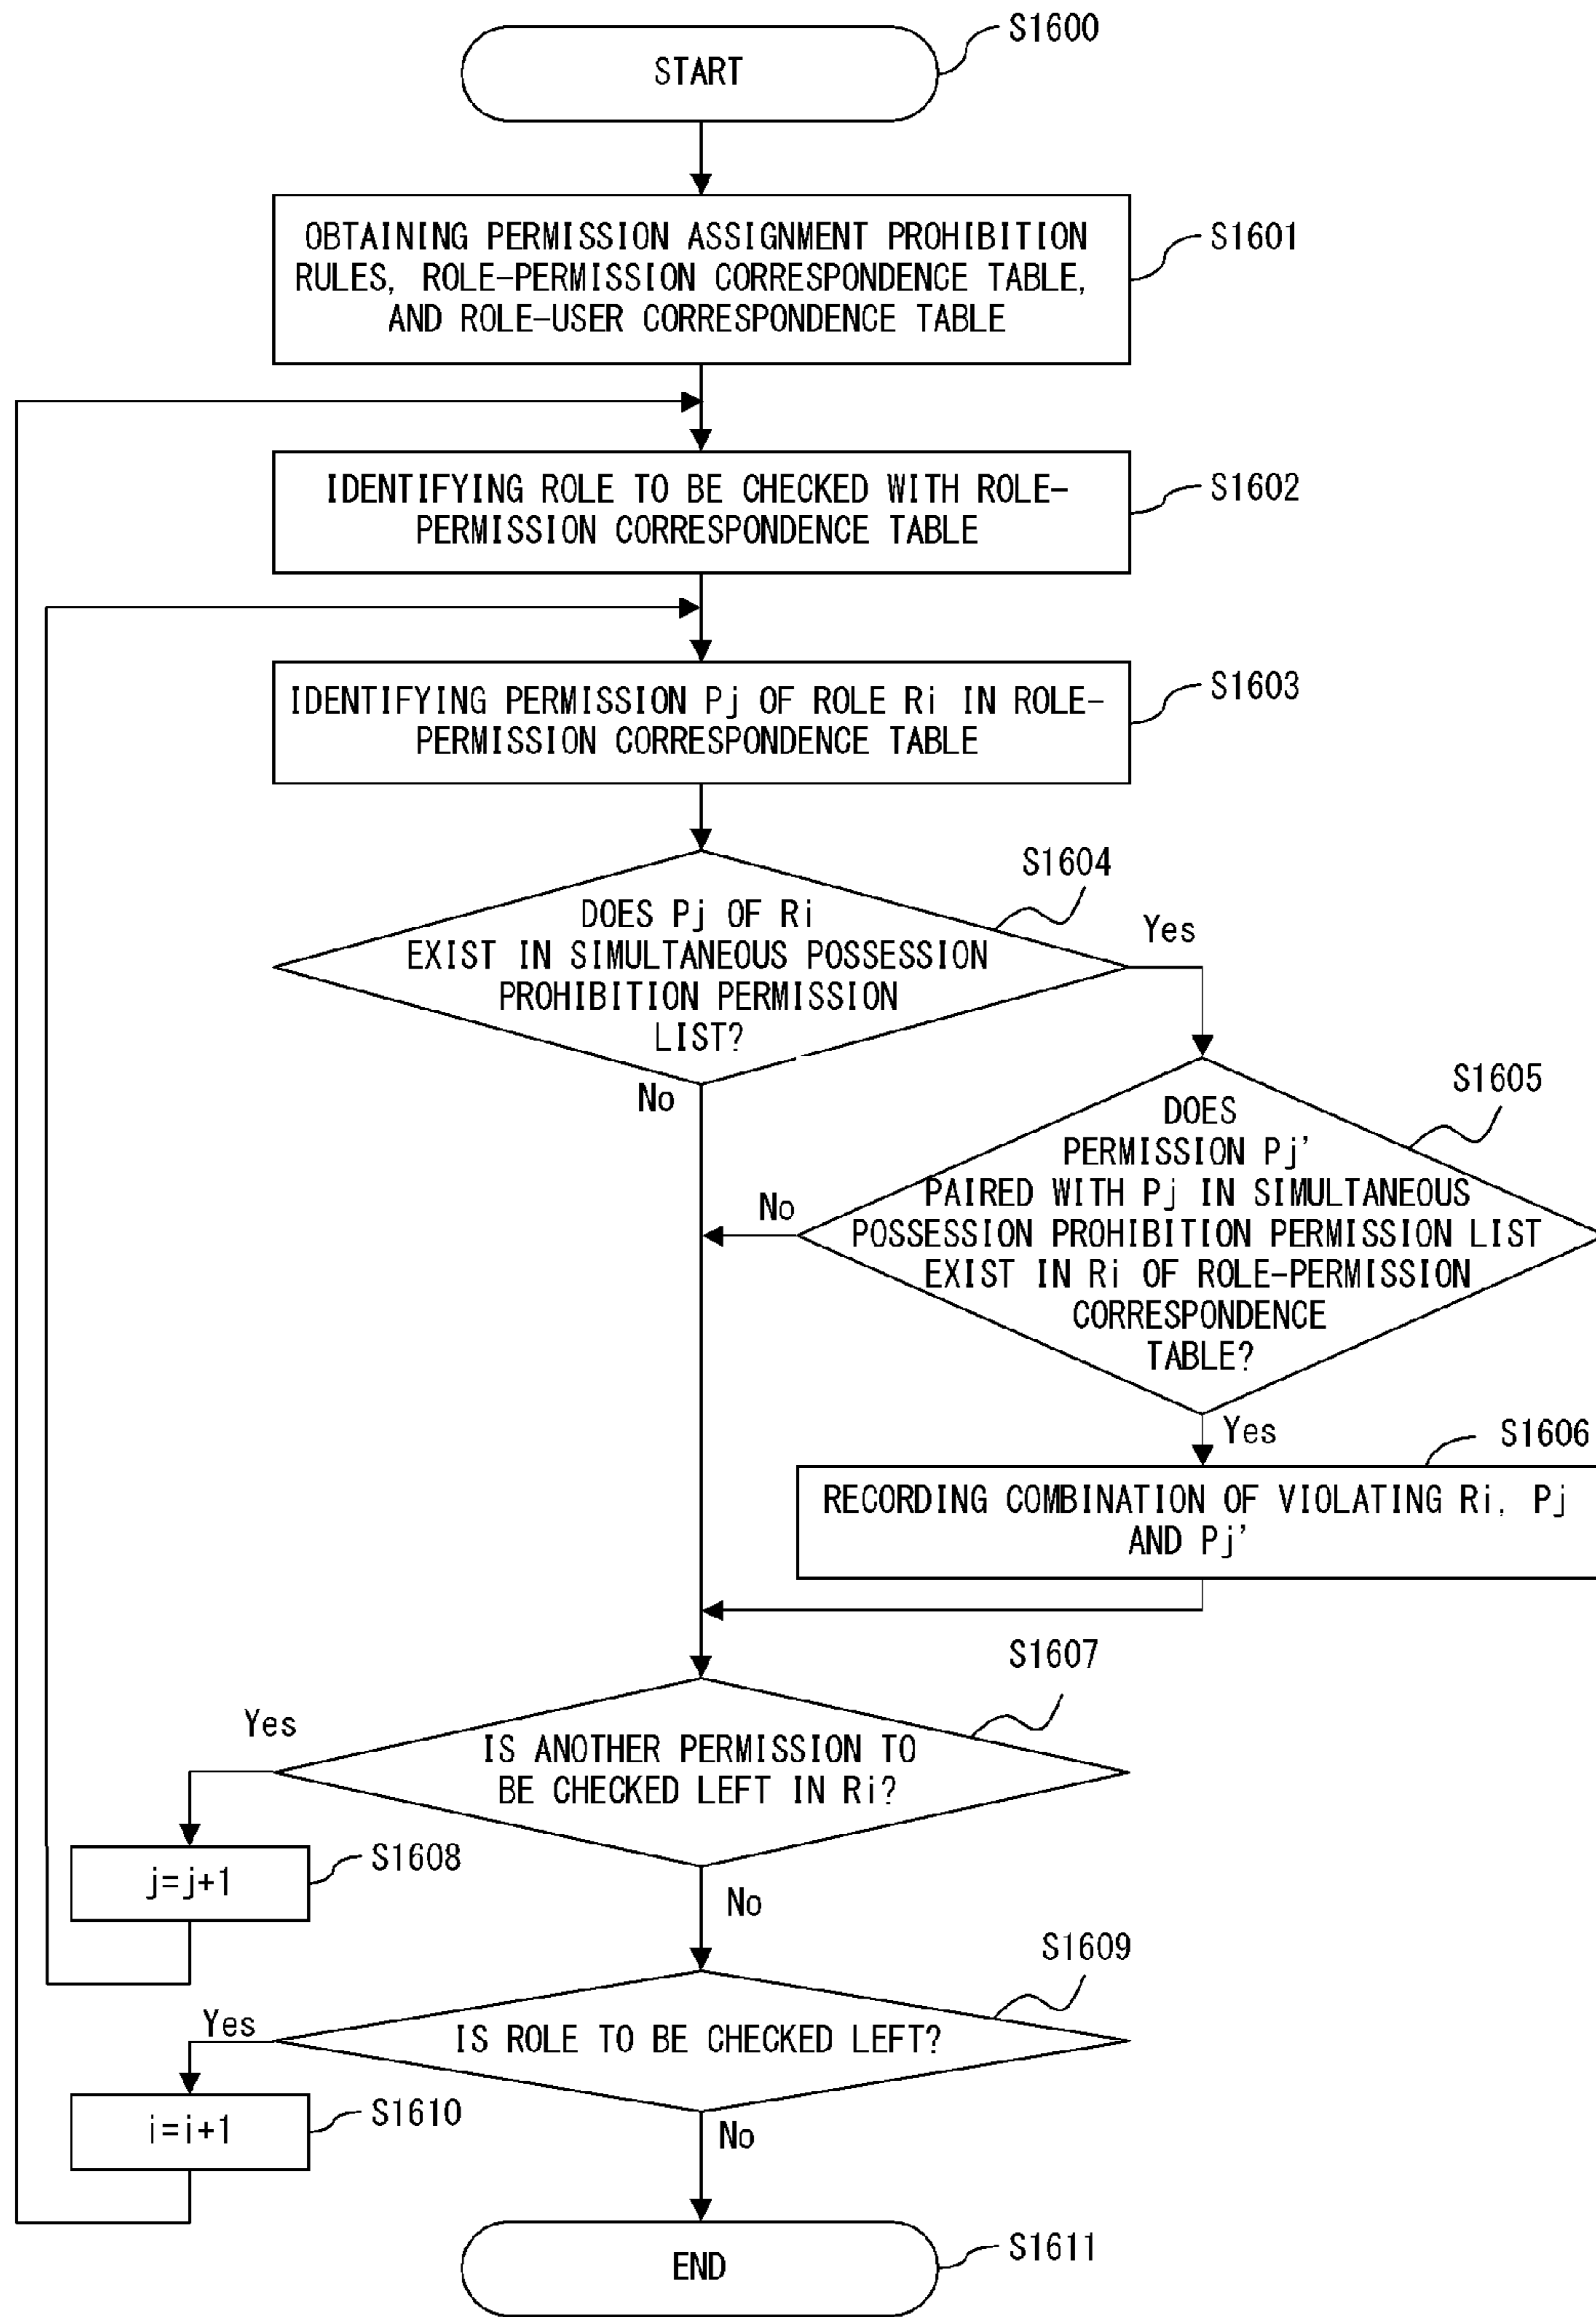 S1600
START
OBTAINING PERMISSION ASSIGNMENT PROHIBITION
RULES, ROLE-PERMISSION CORRESPONDENCE TABLE,
AND ROLE-USER CORRESPONDENCE TABLE
S1601
IDENTIFYING ROLE TO BE CHECKED WITH ROLE-
PERMISSION CORRESPONDENCE TABLE
S1602
IDENTIFYING PERMISSION Pj OF ROLE Ri IN ROLE-
PERMISSION CORRESPONDENCE TABLE
S1603
S1604
DOES Pj OF Ri
EXIST IN SIMULTANEOUS POSSESSION
PROHIBITION PERMISSION
LIST?
Yes
No
S1605
DOES
PERMISSION Pj'
PAIRED WITH Pj IN SIMULTANEOUS
POSSESSION PROHIBITION PERMISSION LIST
EXIST IN Ri OF ROLE-PERMISSION
CORRESPONDENCE
TABLE?
No
Yes
S1606
RECORDING COMBINATION OF VIOLATING Ri, Pj
AND Pj'
S1607
IS ANOTHER PERMISSION TO
BE CHECKED LEFT IN Ri?
Yes
j=j+1
S1608
No
S1609
IS ROLE TO BE CHECKED LEFT?
Yes
i=i+1
S1610
No
END
S1611